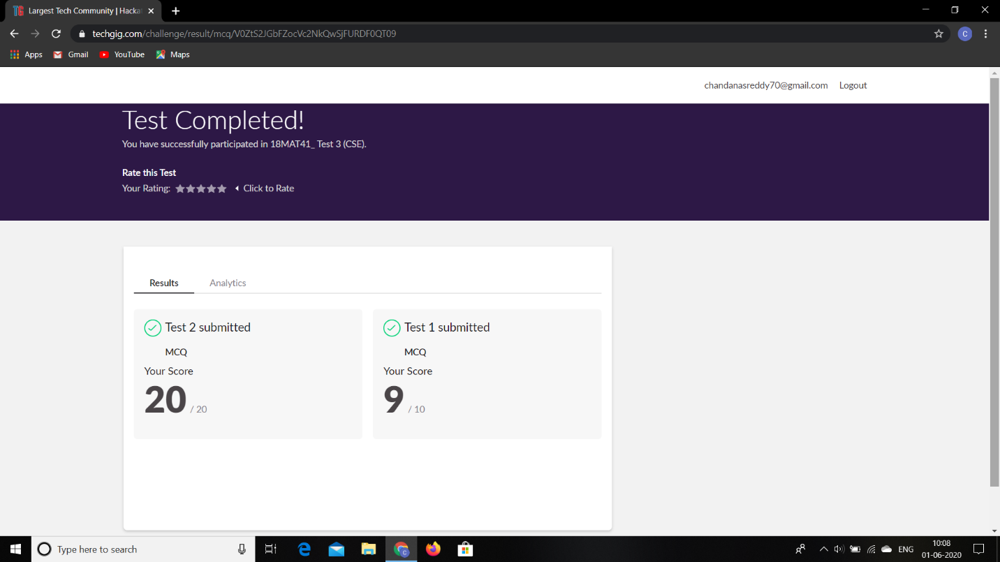 Largest Tech Community | Hacka
techgig.com/challenge/result/mcq/V0ZtS2JGbFZocVc2NkQwSjFURDF0QT09
C
Apps Gmail YouTube Maps
chandanasreddy70@gmail.com Logout
Test Completed!
You have successfully participated in 18MAT41_ Test 3 (CSE).
Rate this Test
Your Rating: Click to Rate
Results Analytics
Test 2 submitted
MCQ
Your Score
20 / 20
Test 1 submitted
MCQ
Your Score
9 / 10
Type here to search
ENG
10:08
01-06-2020